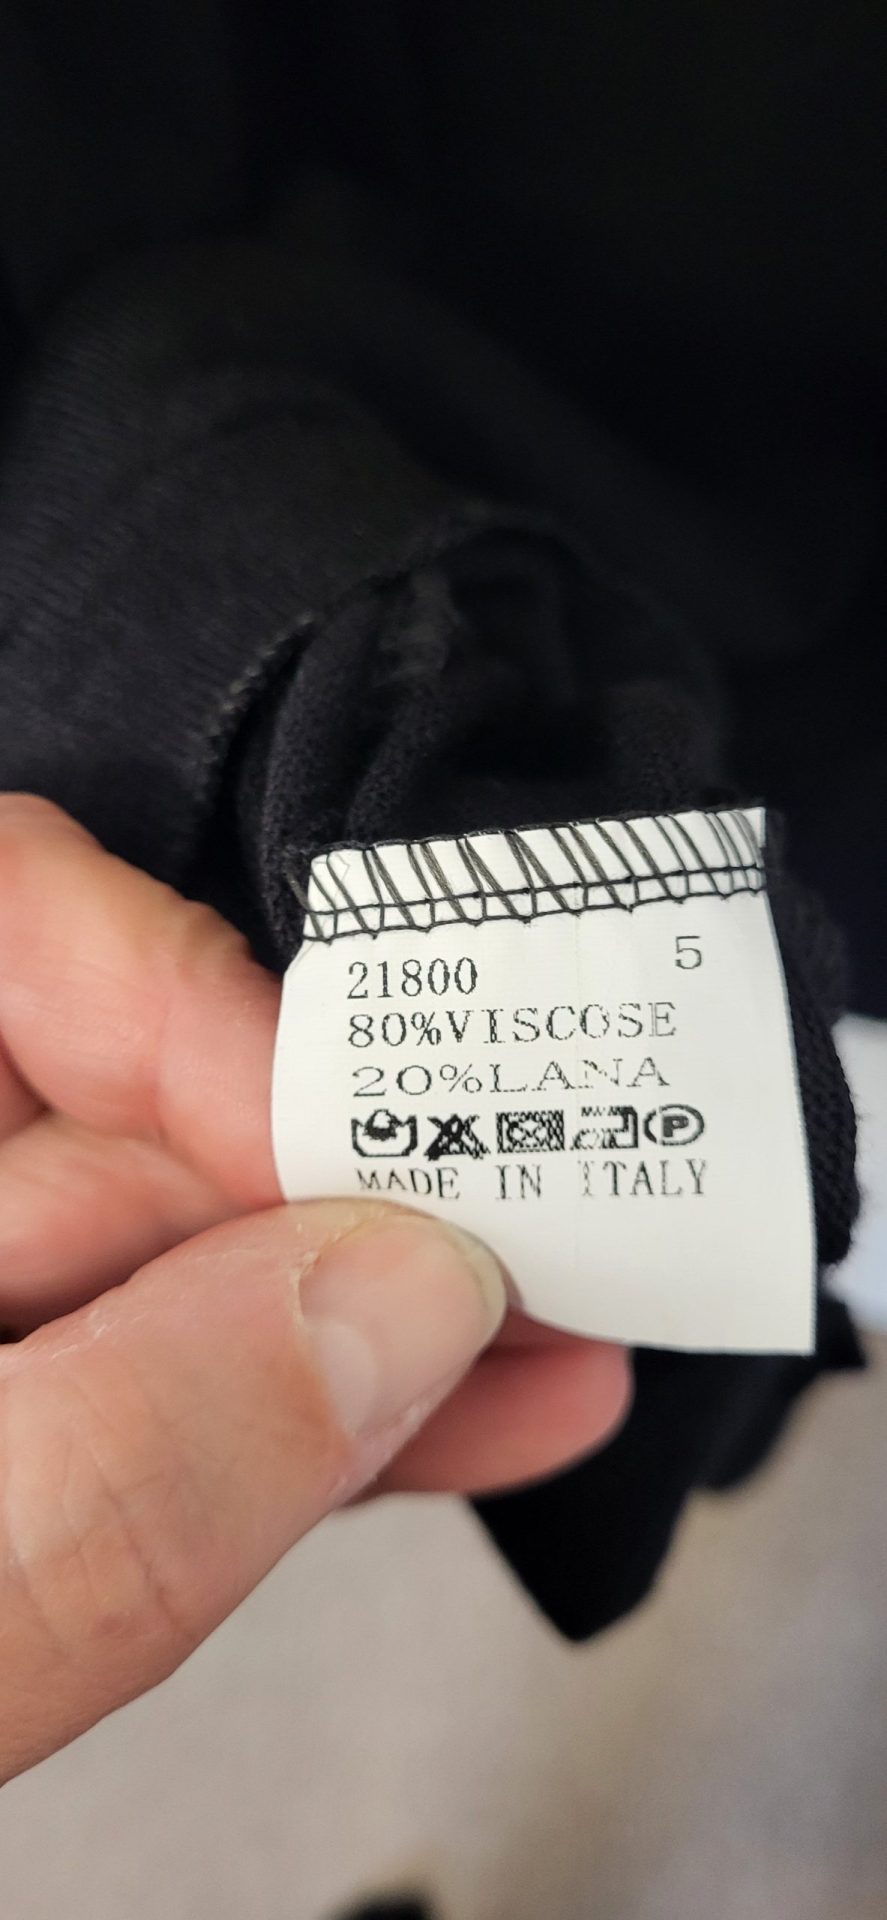 21800 5
80%VISCOSE
20%LANA
P
MADE IN ITALY